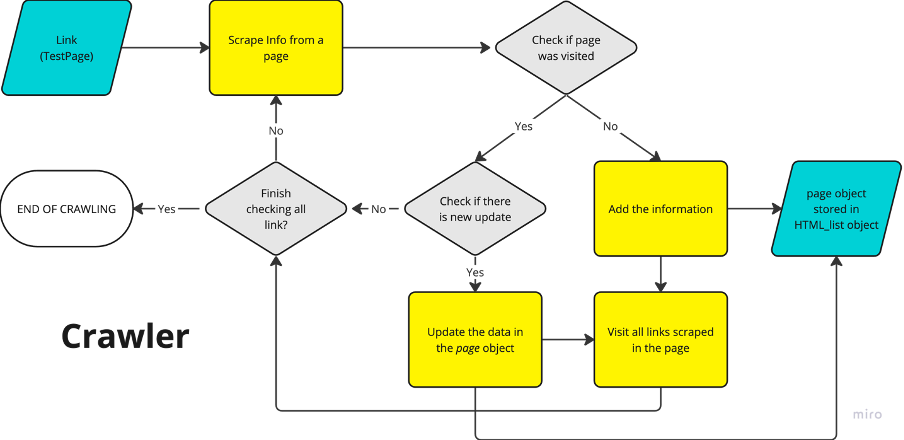 Link
(TestPage)
Scrape Info from a
page
Check if page
was visited
Yes
No
No
END OF CRAWLING
Yes
Finish
checking all
link?
No
Check if there
is new update
Add the information
page object
stored in
HTML_list object
Yes
Update the data in
the page object
Visit all links scraped
in the page
Crawler
miro